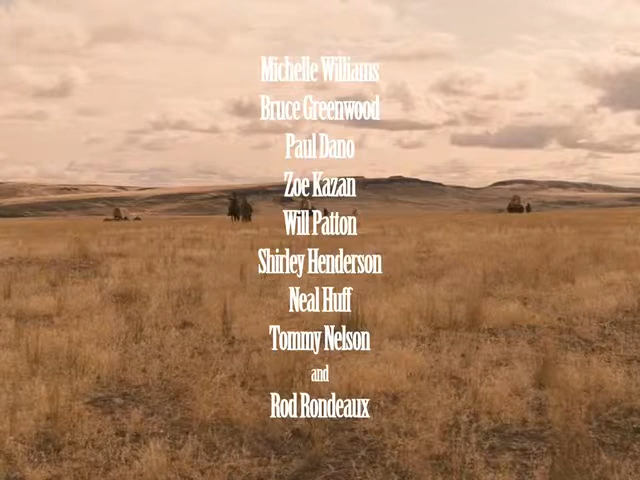 Michelle Williams
Bruce Greenwood
Paul Dano
Zoe Kazan
Will Patton
Shirley Henderson
Neal Huff
Tommy Nelson
and
Rod Rondeaux